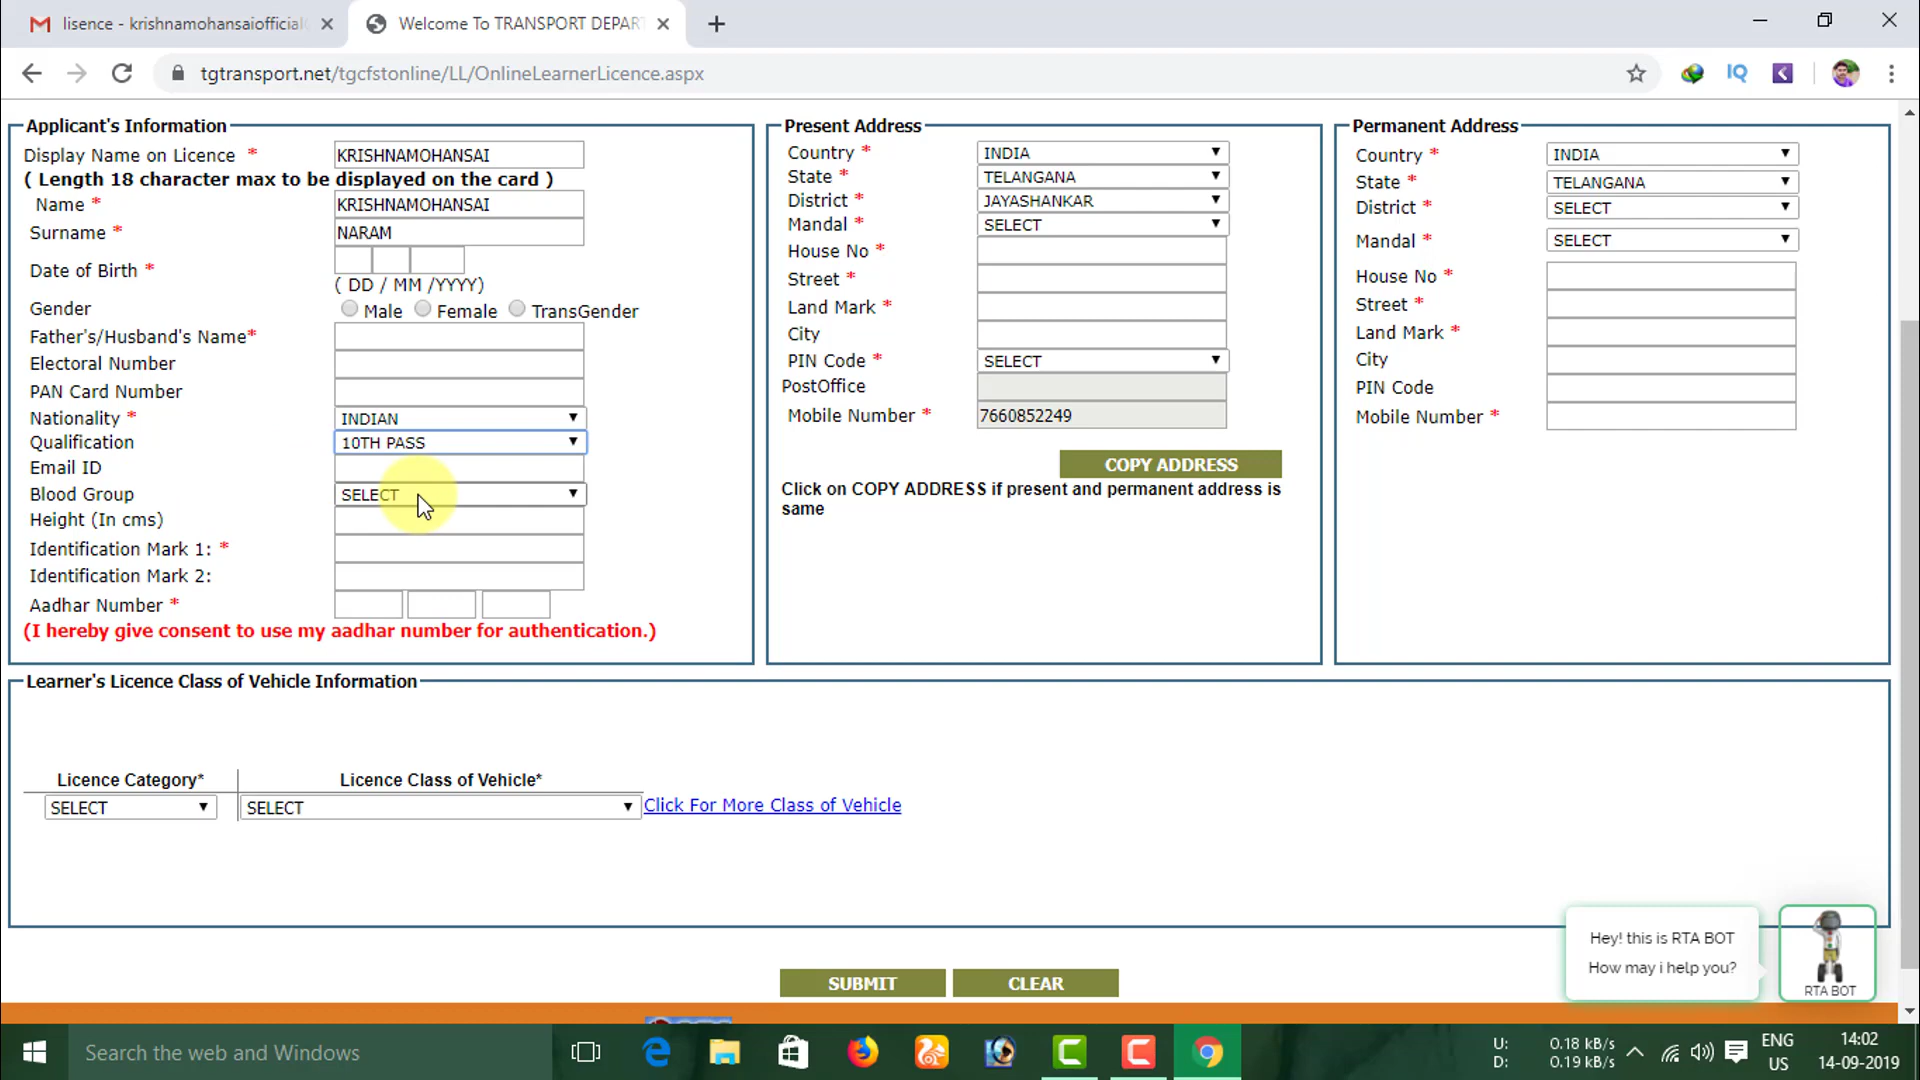 lisence - krishnamohansaiofficial
Welcome To TRANSPORT DEPAR
tgtransport.net/tgcfstonline/LL/OnlineLearnerLicence.aspx
Applicant's Information
Display Name on Licence *
KRISHNAMOHANSAI
( Length 18 character max to be displayed on the card )
Name *
KRISHNAMOHANSAI
Surname *
NARAM
Date of Birth *
( DD / MM /YYYY)
Gender
Male Female TransGender
Father's/Husband's Name*
Electoral Number
PAN Card Number
Nationality *
INDIAN
Qualification
10TH PASS
Email ID
Blood Group
SELECT
Height (In cms)
Identification Mark 1: *
Identification Mark 2:
Aadhar Number *
(I hereby give consent to use my aadhar number for authentication.)
Present Address
Country *
INDIA
State *
TELANGANA
District *
JAYASHANKAR
Mandal *
SELECT
House No *
Street *
Land Mark *
City
PIN Code *
SELECT
PostOffice
Mobile Number *
7660852249
COPY ADDRESS
Click on COPY ADDRESS if present and permanent address is
same
Permanent Address
Country *
INDIA
State *
TELANGANA
District *
SELECT
Mandal *
SELECT
House No *
Street *
Land Mark *
City
PIN Code
Mobile Number *
Learner's Licence Class of Vehicle Information
Licence Category*
Licence Class of Vehicle*
SELECT
SELECT
Click For More Class of Vehicle
Hey! this is RTA BOT
How may i help you?
RTA BOT
SUBMIT
CLEAR
Search the web and Windows
U: 0.18 kB/s
D: 0.19 kB/s
ENG
US
14:02
14-09-2019